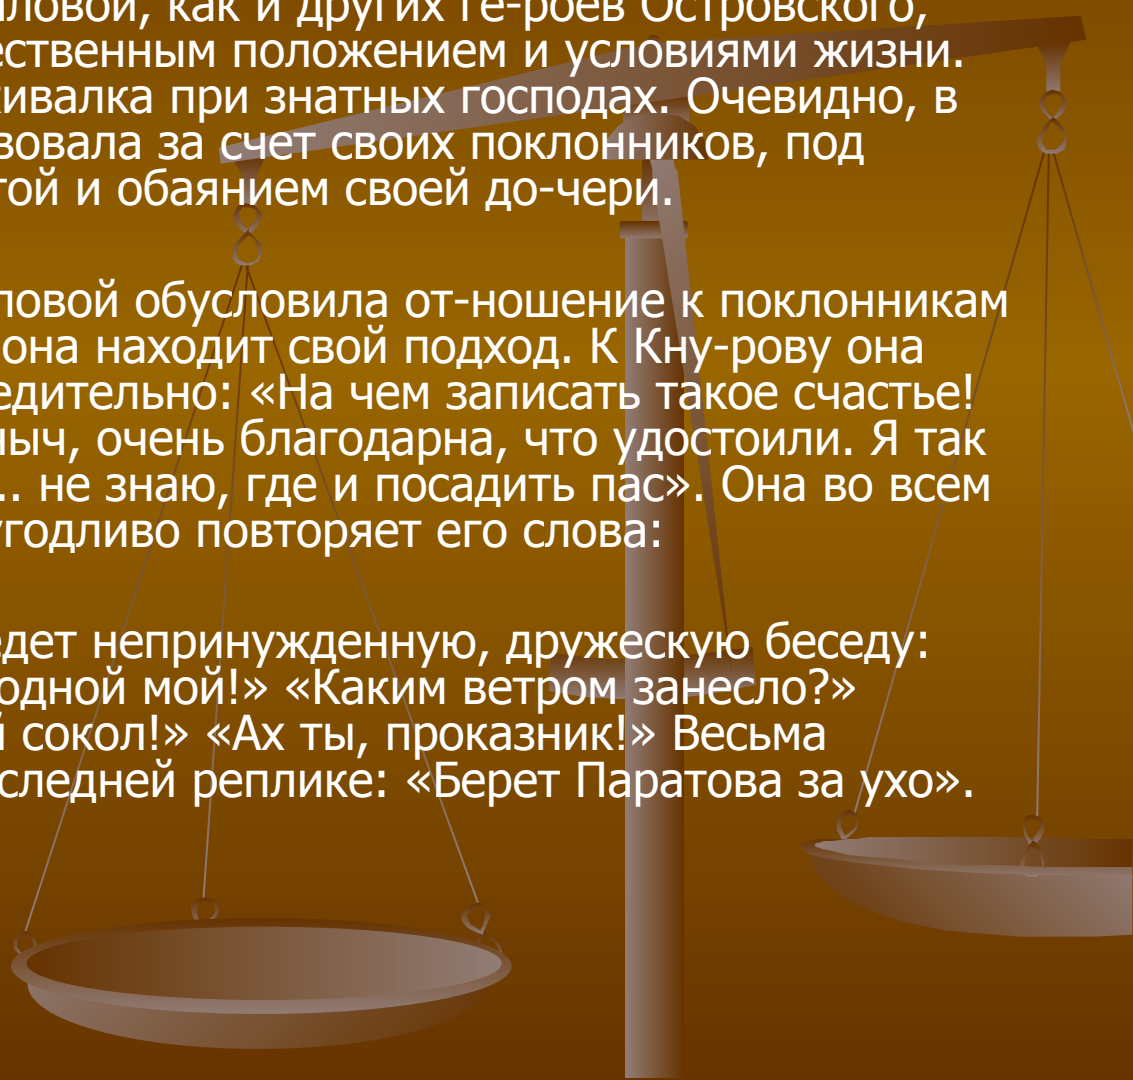 ловой, как и других ге-роев Островского,
ественным положением и условиями жизни.
ивалка при знатных господах. Очевидно, в
вовала за счет своих поклонников, под
той и обаянием своей до-чери.
ловой обусловила от-ношение к поклонникам
она находит свой подход. К Кну-рову она
едительно: «На чем записать такое счастье!
ныч, очень благодарна, что удостоили. Я так
.. не знаю, где и посадить пас». Она во всем
угодливо повторяет его слова:
едет непринужденную, дружескую беседу:
одной мой!» «Каким ветром занесло?»
й сокол!» «Ах ты, проказник!» Весьма
следней реплике: «Берет Паратова за ухо».